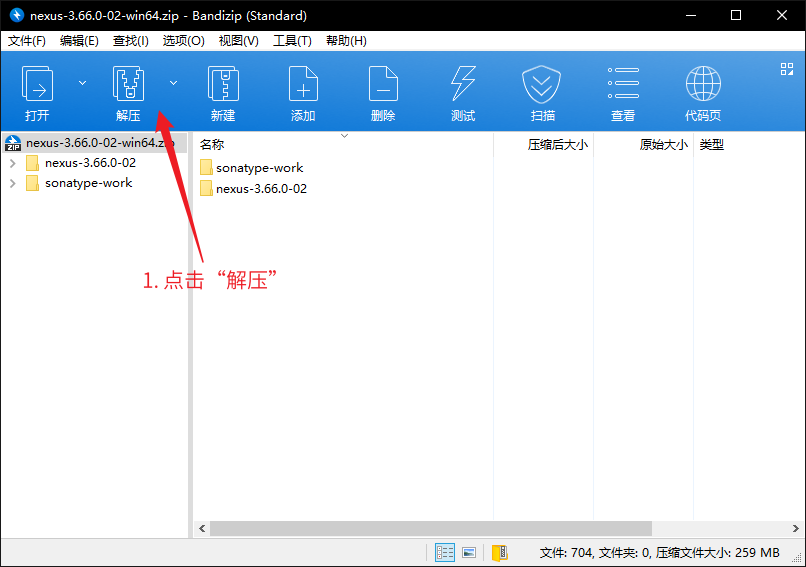 nexus-3.66.0-02-win64.zip - Bandizip (Standard)
文件(F) 编辑(E) 查找(I) 选项(O) 视图(V) 工具(T) 帮助(H)
打开 解压 新建 添加 删除 测试 扫描 查看 代码页
nexus-3.66.0-02-win64.zip
nexus-3.66.0-02
sonatype-work
名称 压缩后大小 原始大小 类型
sonatype-work
nexus-3.66.0-02
1. 点击“解压”
文件: 704, 文件夹: 0, 压缩文件大小: 259 MB